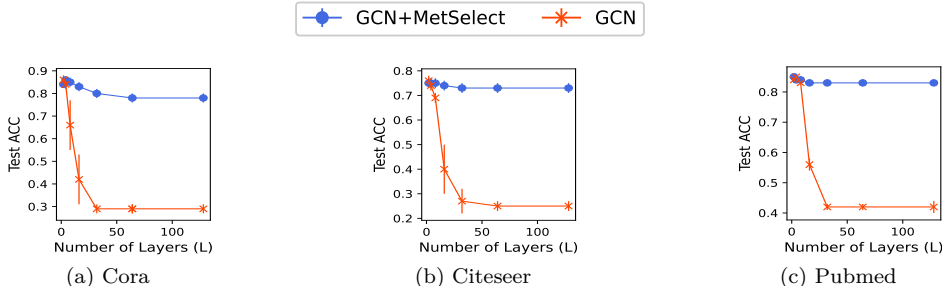 GCN+MetSelect GCN
0.9
0.8
0.7
0.6
0.5
0.4
0.3
Test ACC
0 50 100
Number of Layers (L)
(a) Cora
0.8
0.7
0.6
0.5
0.4
0.3
0.2
Test ACC
0 50 100
Number of Layers (L)
(b) Citeseer
0.8
0.7
0.6
0.5
0.4
Test ACC
0 50 100
Number of Layers (L)
(c) Pubmed